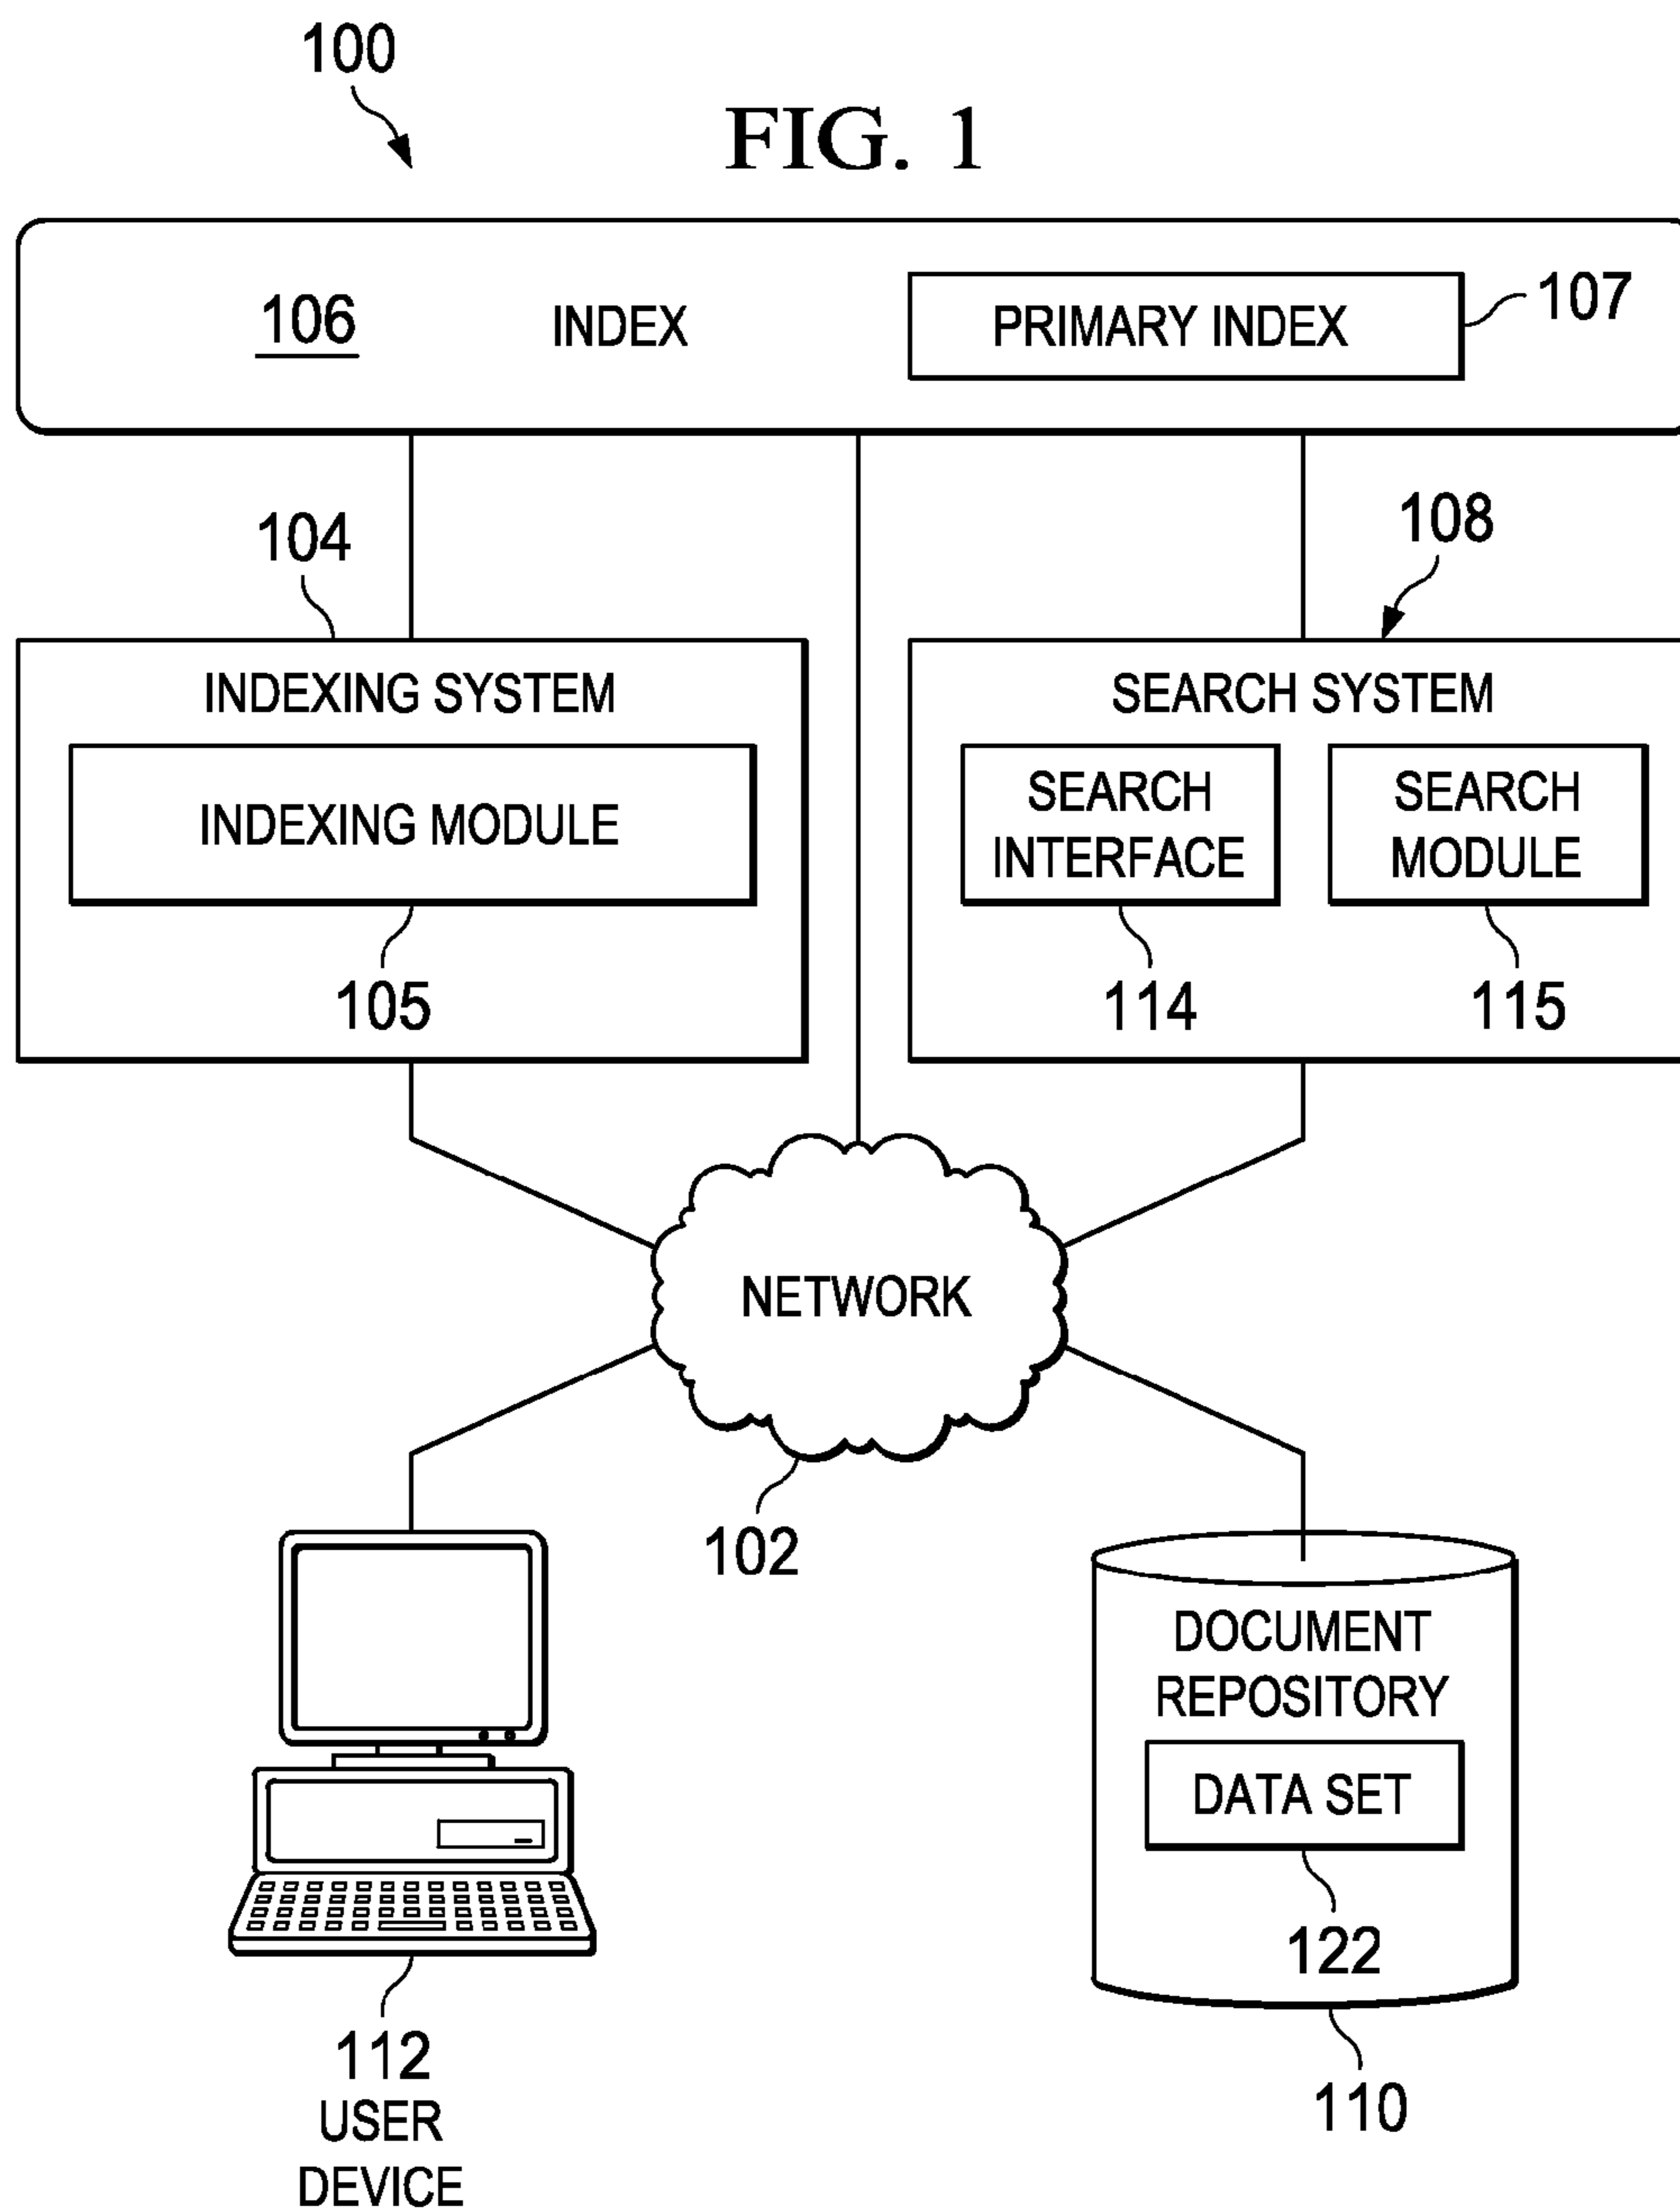 100
FIG. 1
106
INDEX
PRIMARY INDEX
107
104
108
INDEXING SYSTEM
INDEXING MODULE
105
SEARCH SYSTEM
SEARCH
INTERFACE
114
SEARCH
MODULE
115
NETWORK
102
112
USER
DEVICE
DOCUMENT
REPOSITORY
DATA SET
122
110